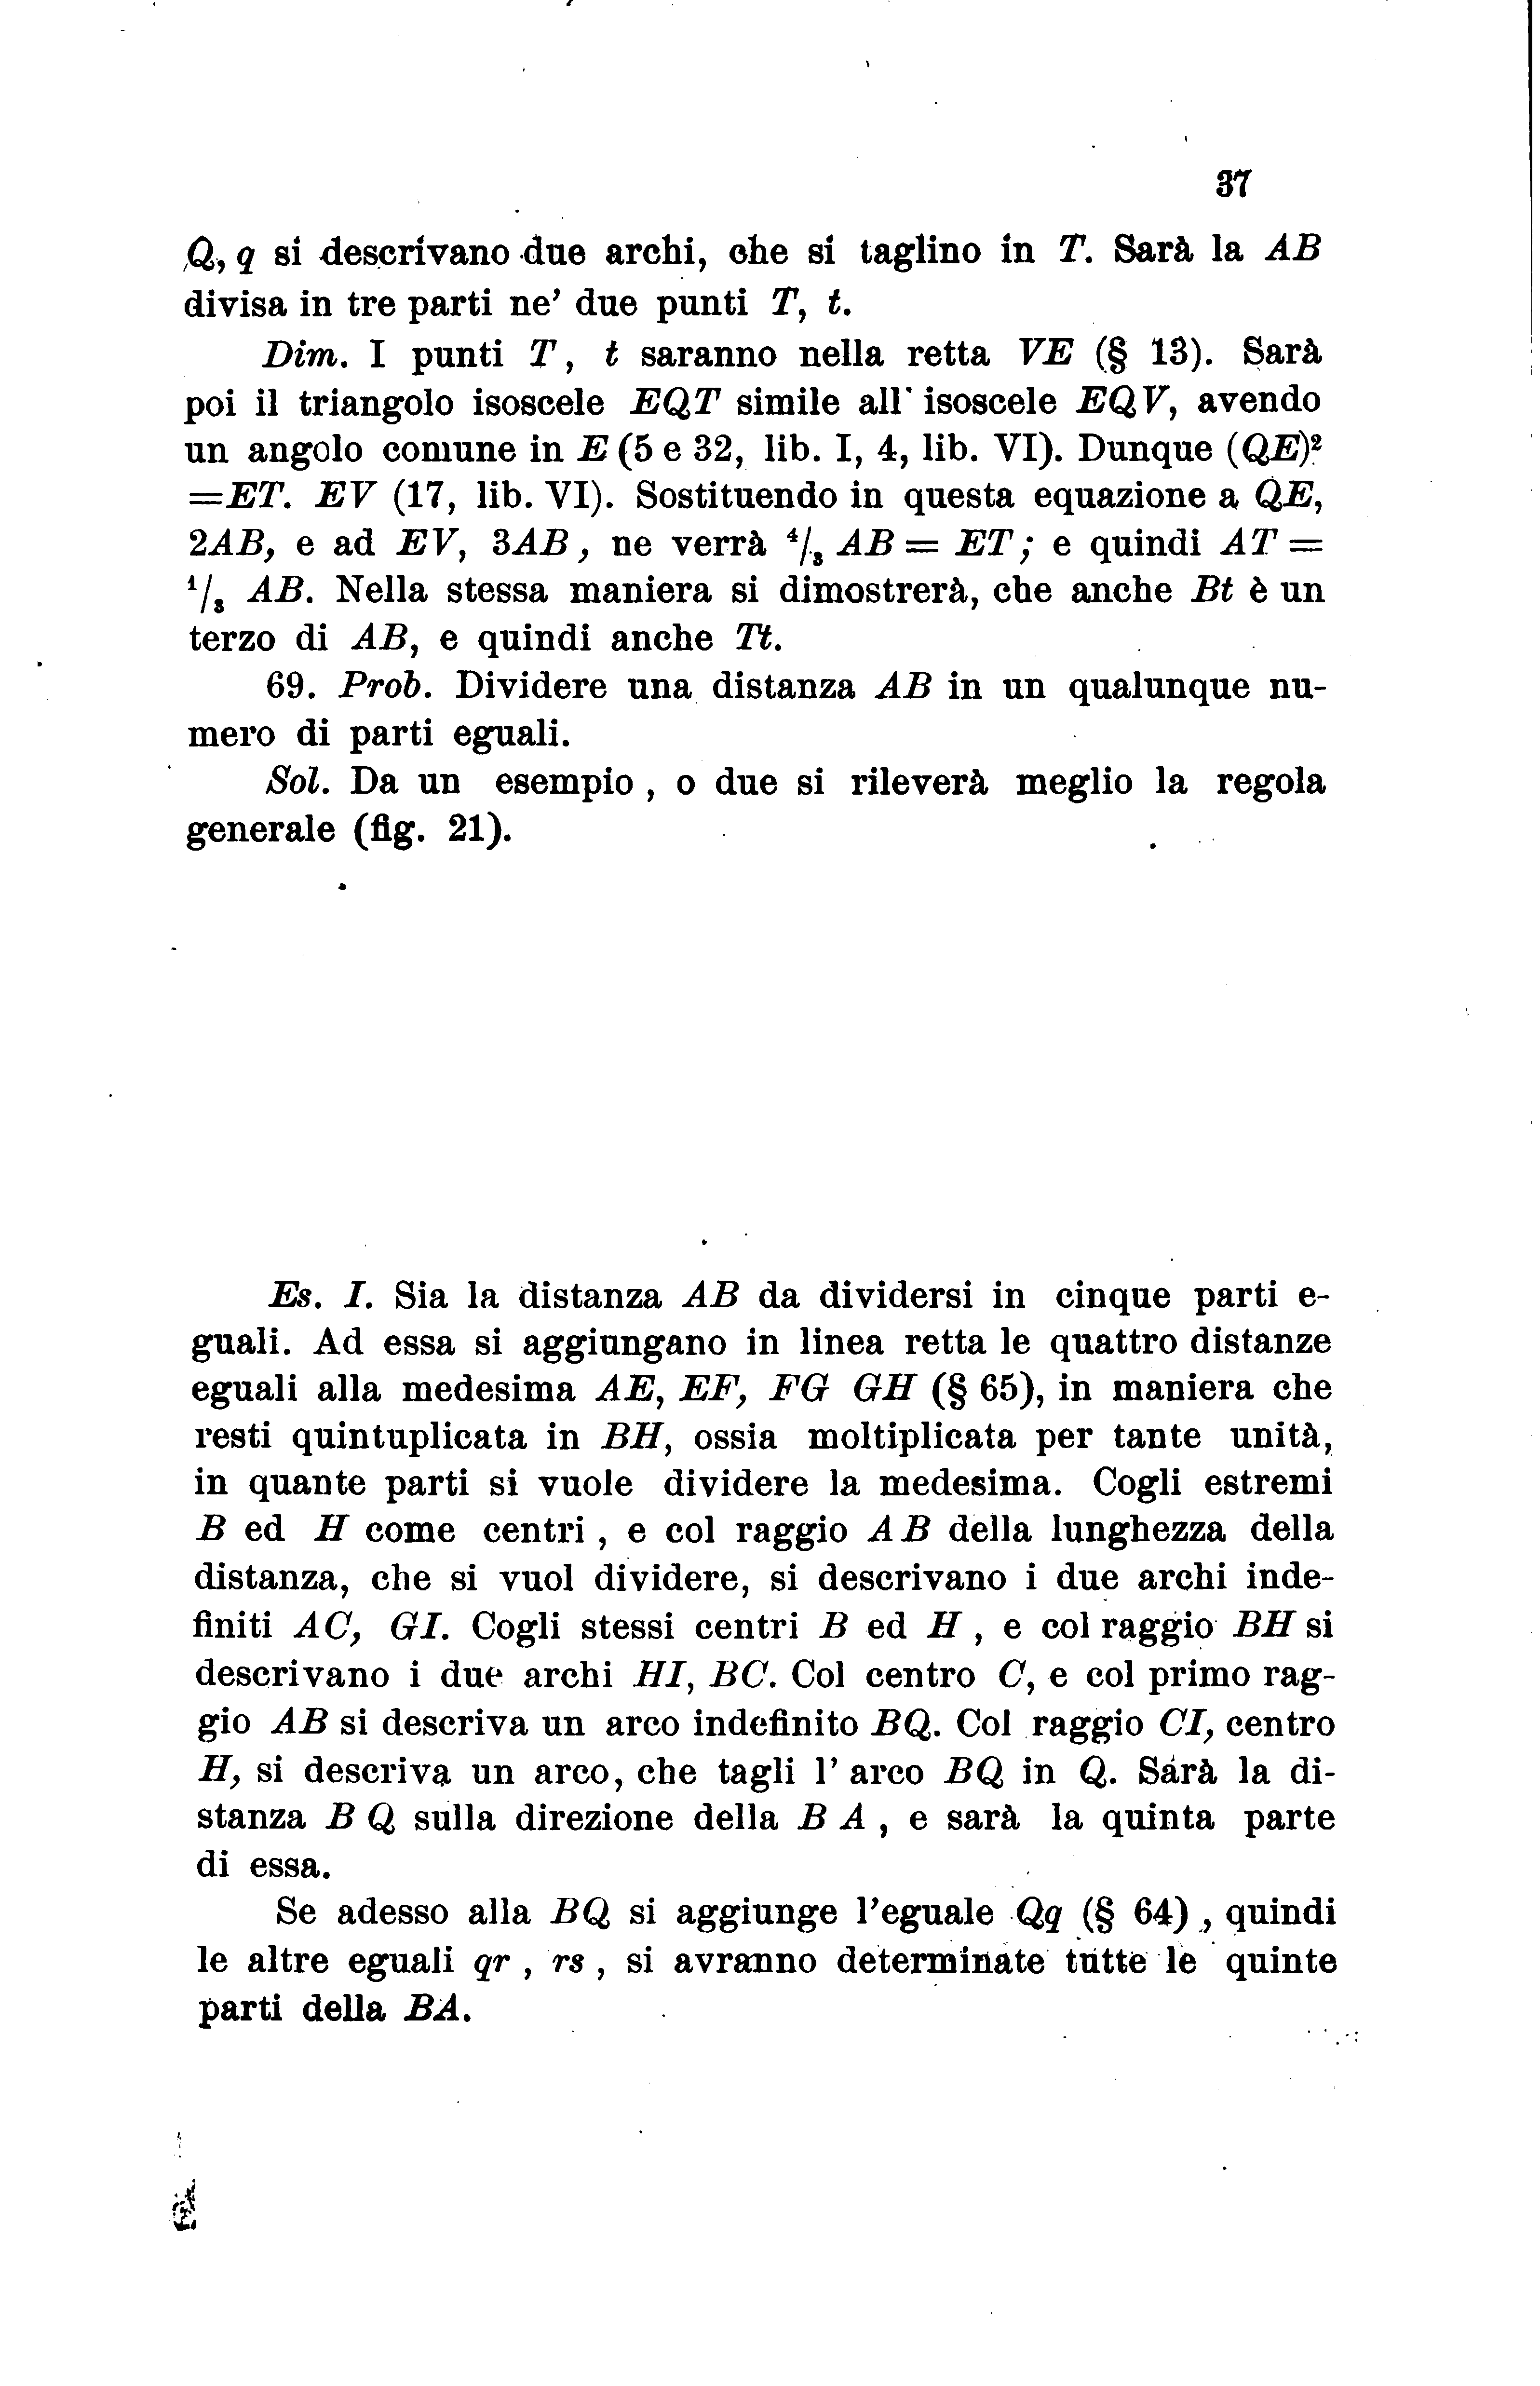 37
Q, q si descrivano due archi, che si taglino in T. Sarà la AB
divisa in tre parti ne' due punti T, t.
Dim. I punti T, t saranno nella retta VE (§ 13). Sarà
poi il triangolo isoscele EQT simile all' isoscele EQV, avendo
un angolo comune in E (5 e 32, lib. I, 4, lib. VI). Dunque (QE)²
=ET. EV (17, lib. VI). Sostituendo in questa equazione a QE,
2AB, e ad EV, 3AB, ne verrà ⁴/₃ AB = ET; e quindi AT =
¹/₃ AB. Nella stessa maniera si dimostrerà, che anche Bt è un
terzo di AB, e quindi anche Tt.
69. Prob. Dividere una distanza AB in un qualunque nu-
mero di parti eguali.
Sol. Da un esempio, o due si rileverà meglio la regola
generale (fig. 21).
Es. I. Sia la distanza AB da dividersi in cinque parti e-
guali. Ad essa si aggiungano in linea retta le quattro distanze
eguali alla medesima AE, EF, FG GH (§ 65), in maniera che
resti quintuplicata in BH, ossia moltiplicata per tante unità,
in quante parti si vuole dividere la medesima. Cogli estremi
B ed H come centri, e col raggio AB della lunghezza della
distanza, che si vuol dividere, si descrivano i due archi inde-
finiti AC, GI. Cogli stessi centri B ed H, e col raggio BH si
descrivano i due archi HI, BC. Col centro C, e col primo rag-
gio AB si descriva un arco indefinito BQ. Col raggio CI, centro
H, si descriva un arco, che tagli l' arco BQ in Q. Sarà la di-
stanza BQ sulla direzione della BA, e sarà la quinta parte
di essa.
Se adesso alla BQ si aggiunge l'eguale Qq (§ 64), quindi
le altre eguali qr, rs, si avranno determinate tutte le quinte
parti della BA.